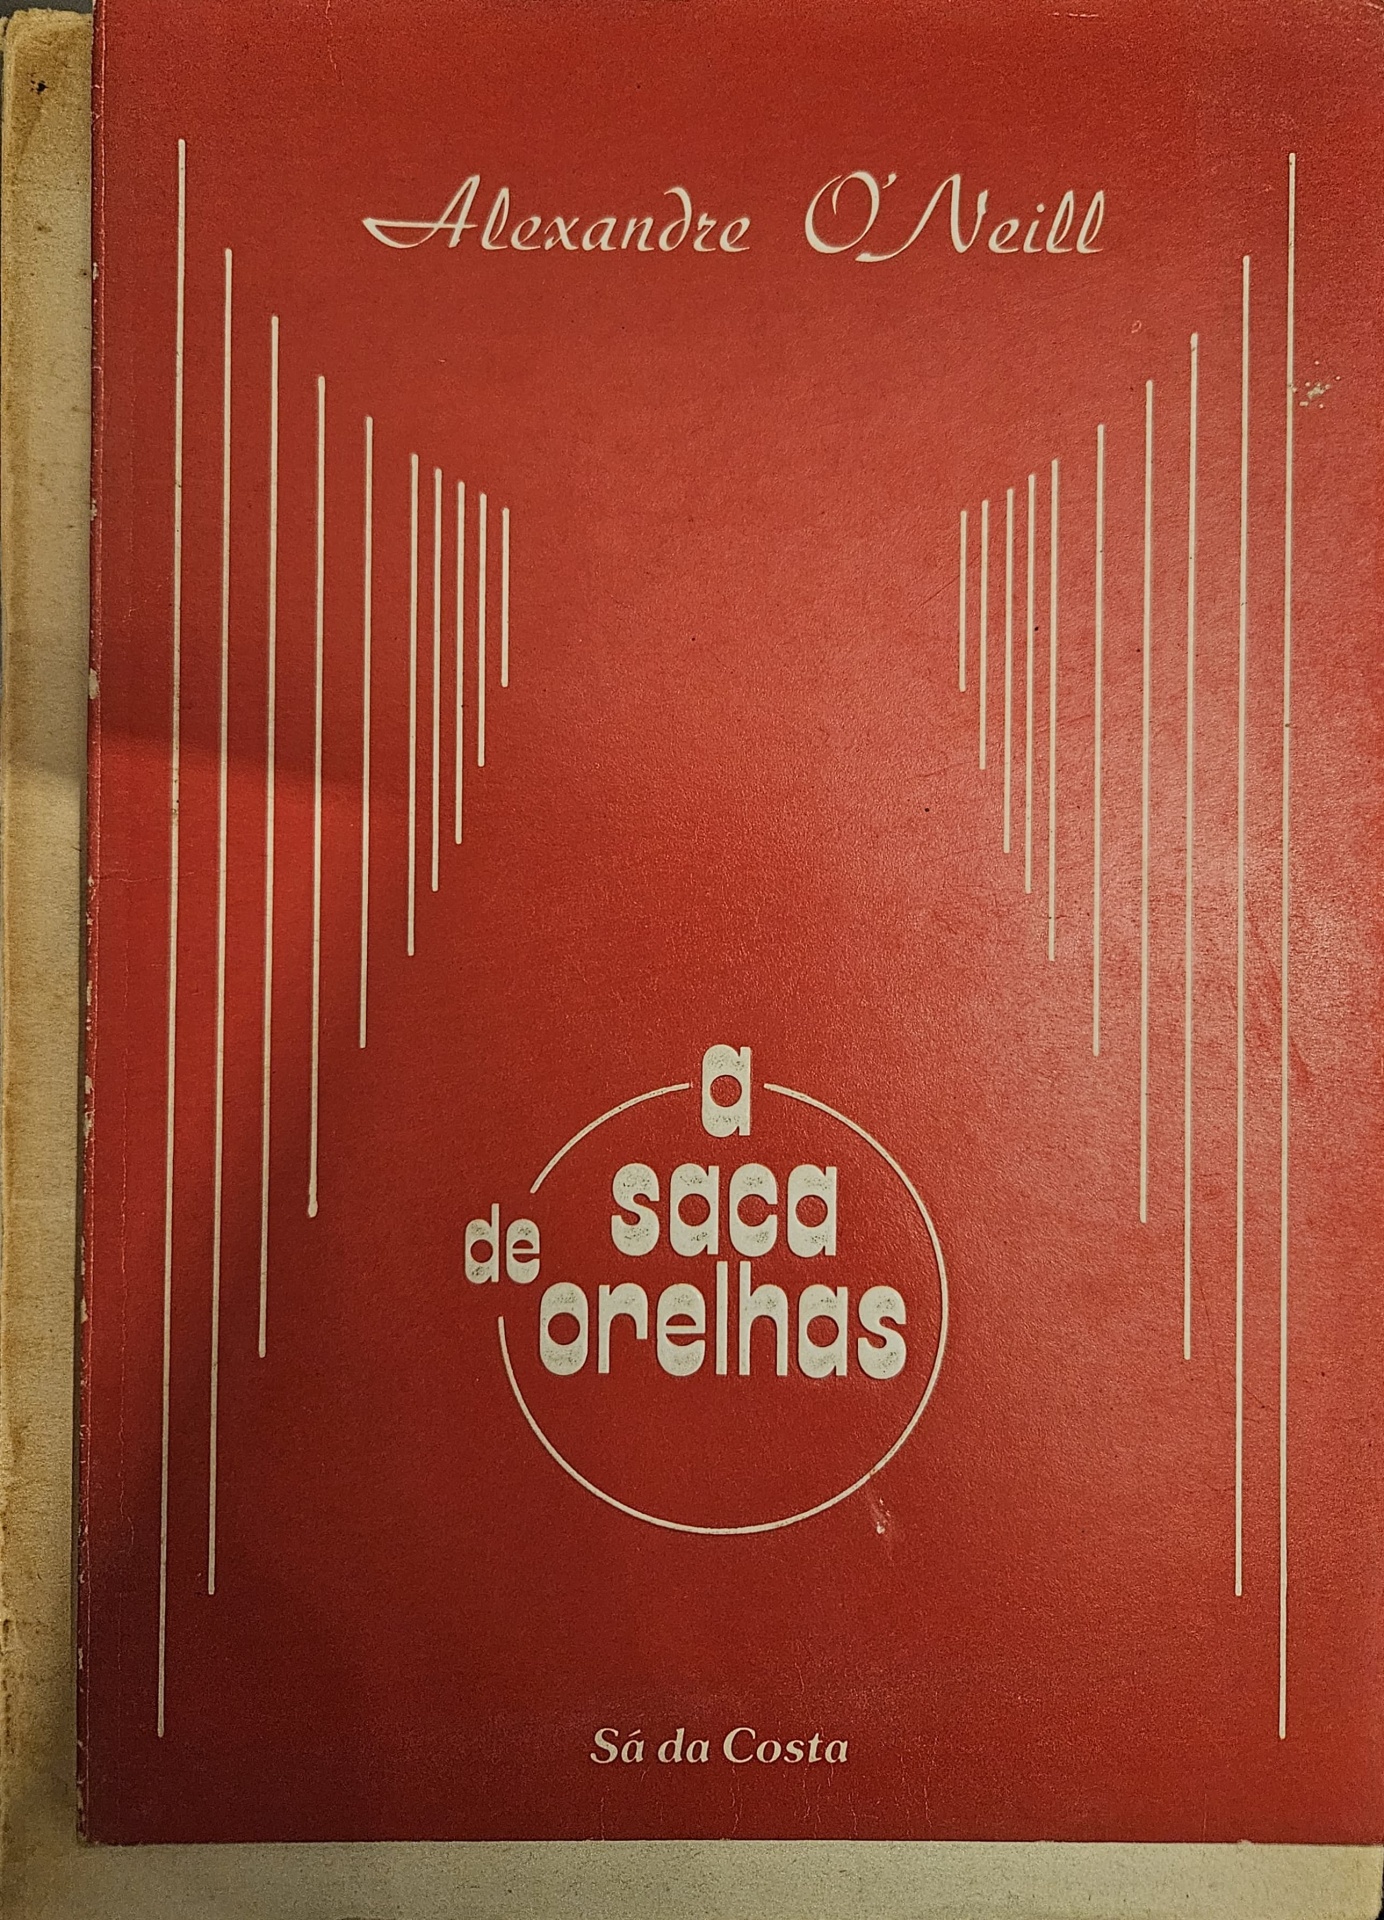 Alexandre O'Neill
a
saca
de
orelhas
Sá da Costa